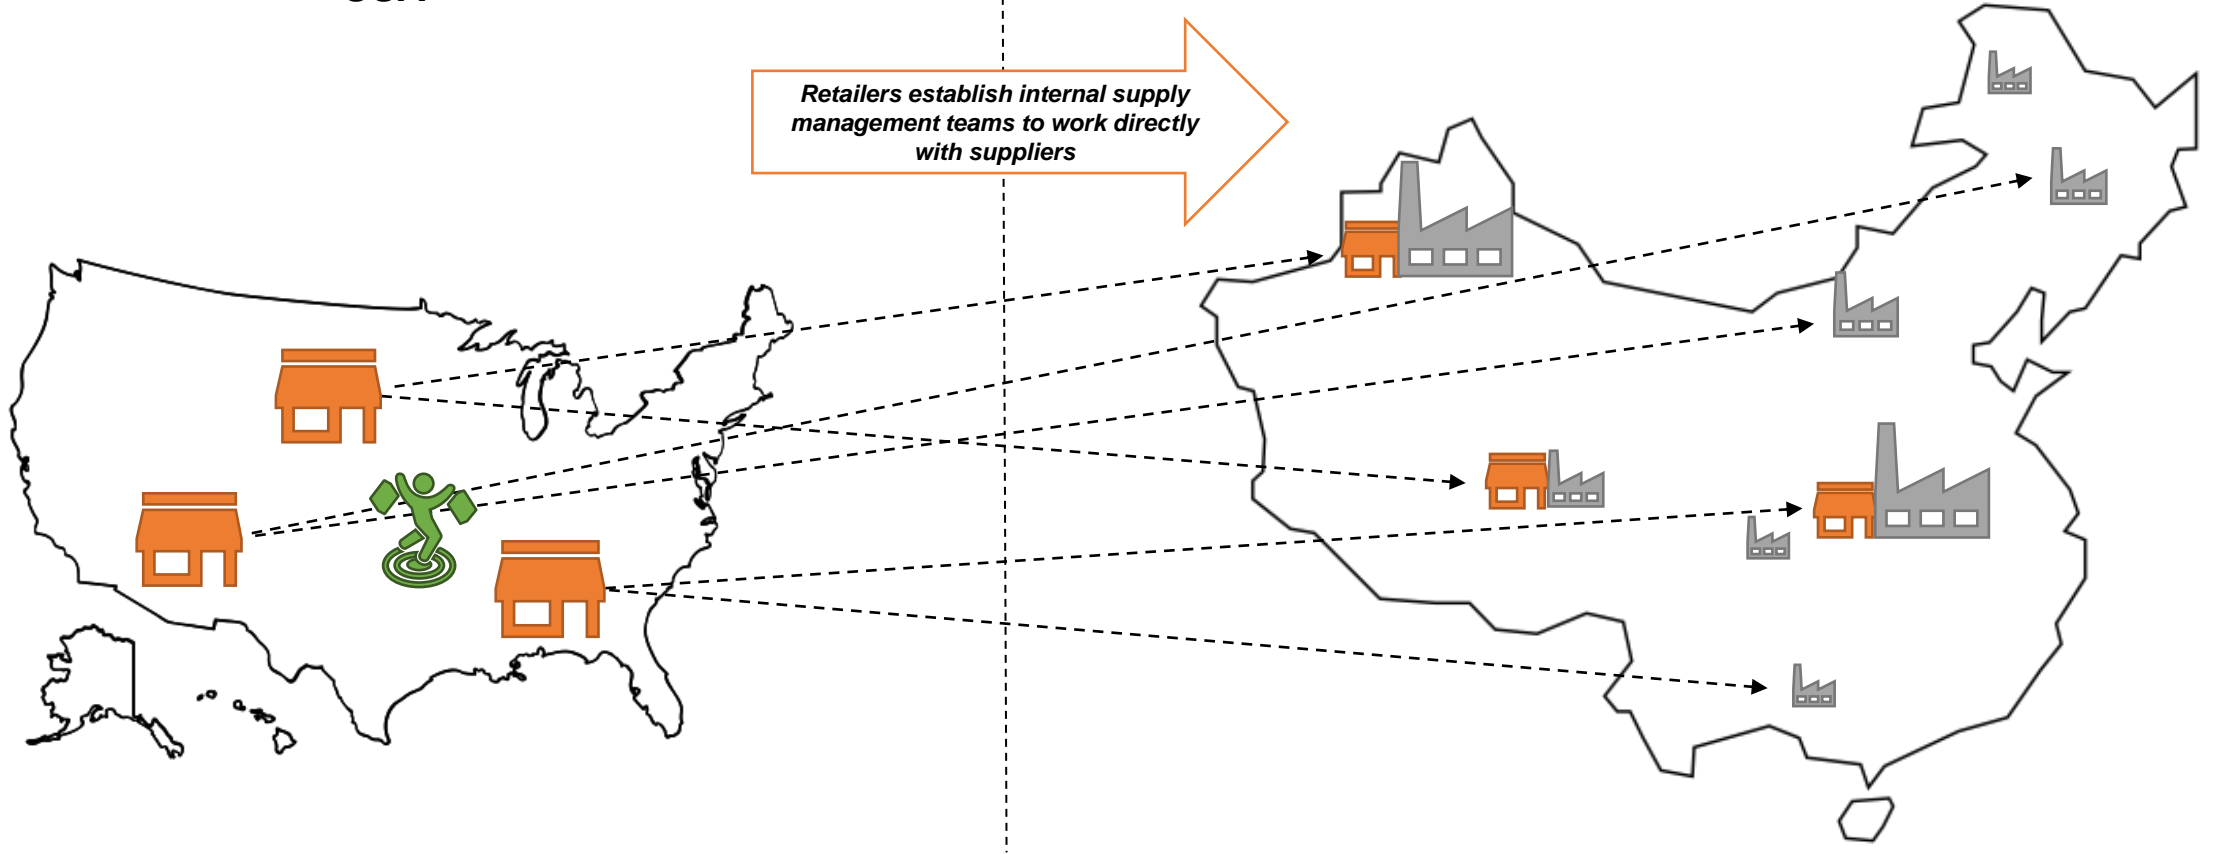 Retailers establish internal supply
management teams to work directly
with suppliers